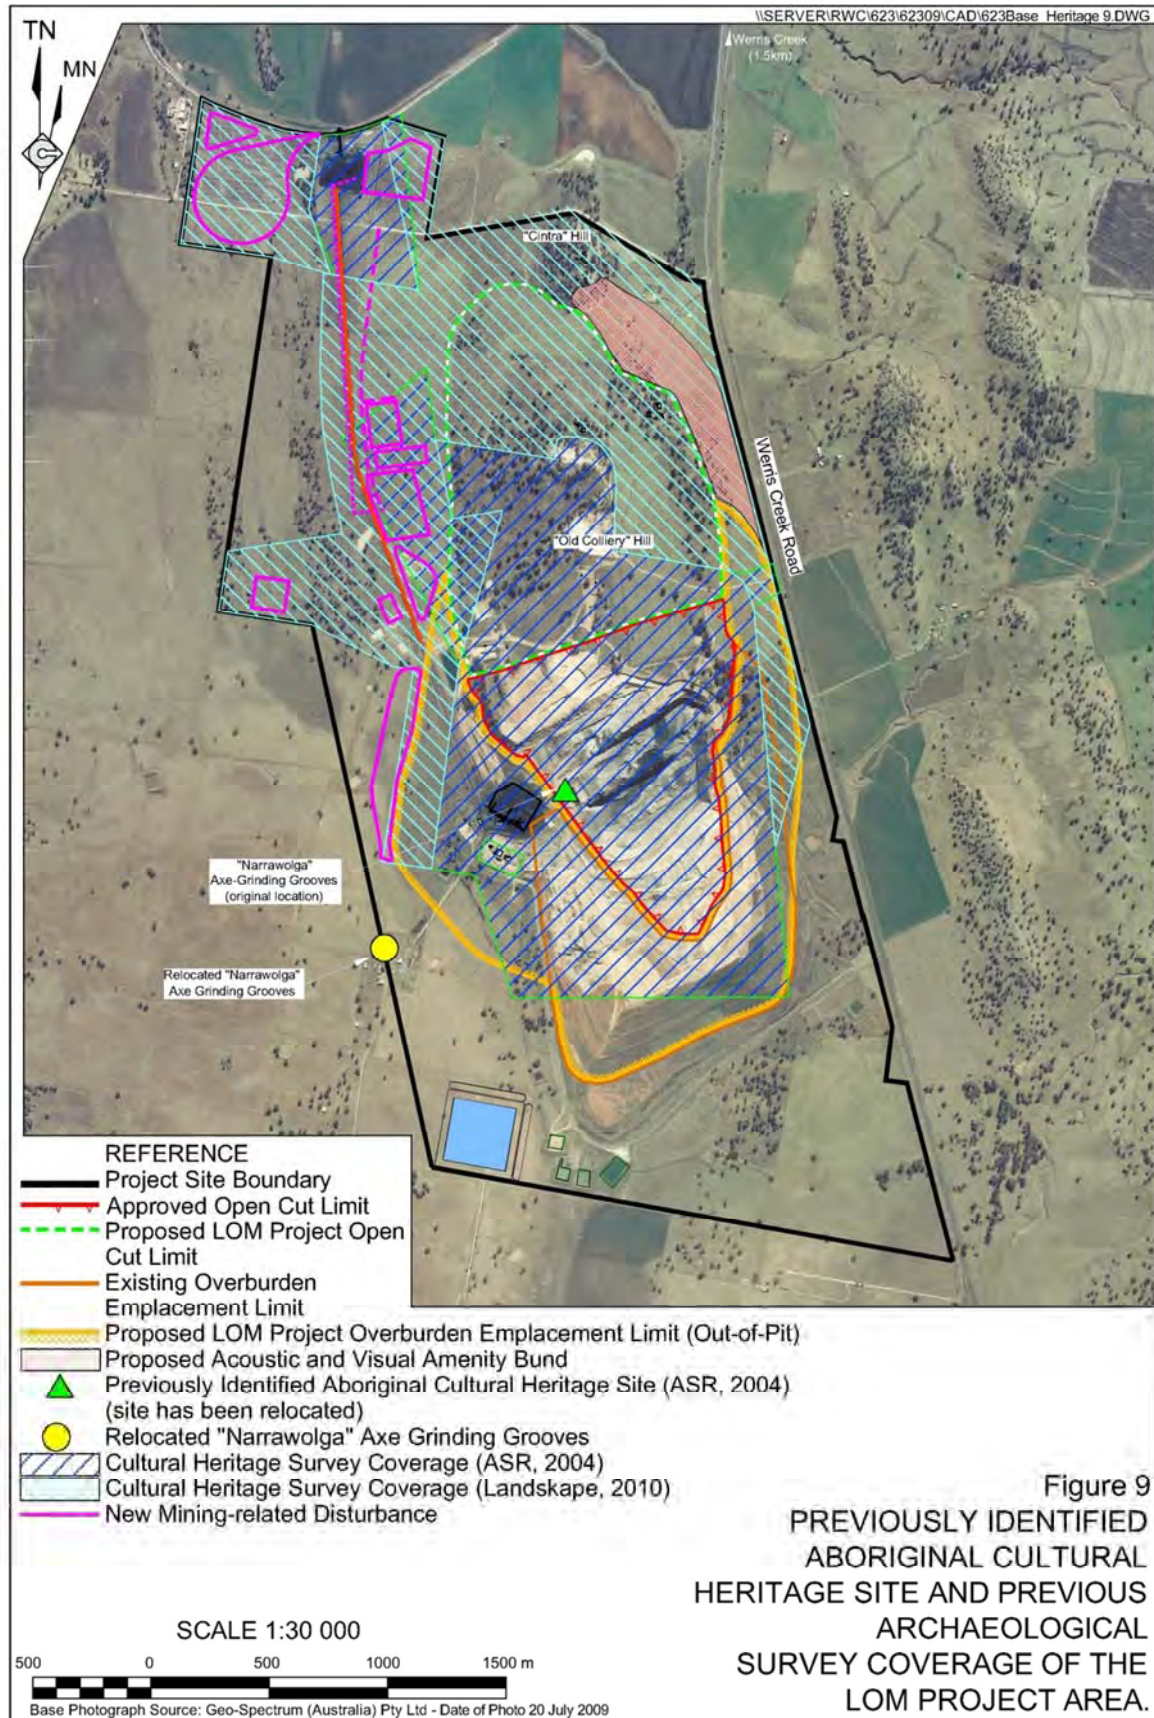 \\SERVER\RWC\623\62309\CAD\623Base Heritage 9.DWG
TN
MN
Werris Creek
(1.5km)
"Cintra" Hill
Werris Creek Road
"Old Colliery" Hill
"Narrawolga"
Axe-Grinding Grooves
(original location)
Relocated "Narrawolga"
Axe Grinding Grooves
REFERENCE
Project Site Boundary
Approved Open Cut Limit
Proposed LOM Project Open
Cut Limit
Existing Overburden
Emplacement Limit
Proposed LOM Project Overburden Emplacement Limit (Out-of-Pit)
Proposed Acoustic and Visual Amenity Bund
Previously Identified Aboriginal Cultural Heritage Site (ASR, 2004)
(site has been relocated)
Relocated "Narrawolga" Axe Grinding Grooves
Cultural Heritage Survey Coverage (ASR, 2004)
Cultural Heritage Survey Coverage (Landskape, 2010)
New Mining-related Disturbance
Figure 9
PREVIOUSLY IDENTIFIED
ABORIGINAL CULTURAL
HERITAGE SITE AND PREVIOUS
ARCHAEOLOGICAL
SURVEY COVERAGE OF THE
LOM PROJECT AREA.
SCALE 1:30 000
500 0 500 1000 1500 m
Base Photograph Source: Geo-Spectrum (Australia) Pty Ltd - Date of Photo 20 July 2009